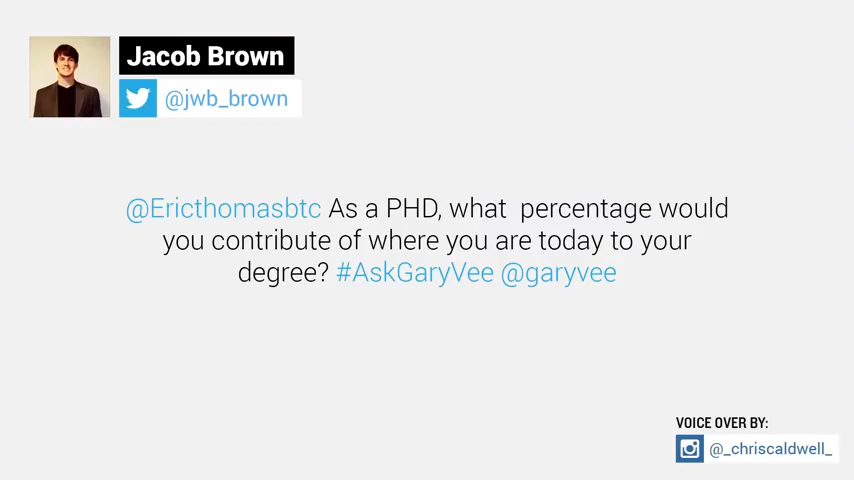 Jacob Brown
@jwb_brown
@Ericthomasbtc As a PHD, what percentage would
you contribute of where you are today to your
degree? #AskGaryVee @garyvee
VOICE OVER BY:
@_chriscaldwell_